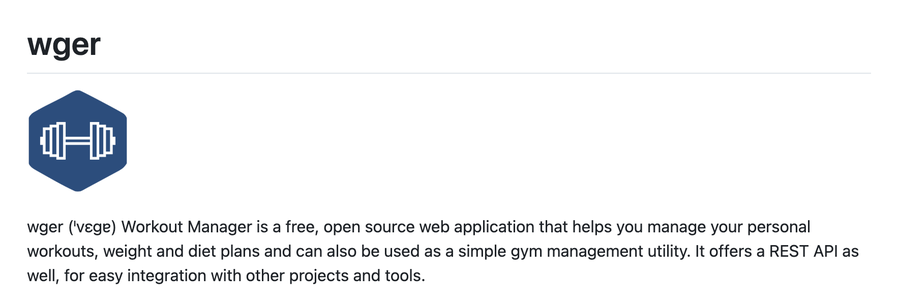 wger
wger (ˈvɛɡɐ) Workout Manager is a free, open source web application that helps you manage your personal
workouts, weight and diet plans and can also be used as a simple gym management utility. It offers a REST API as
well, for easy integration with other projects and tools.